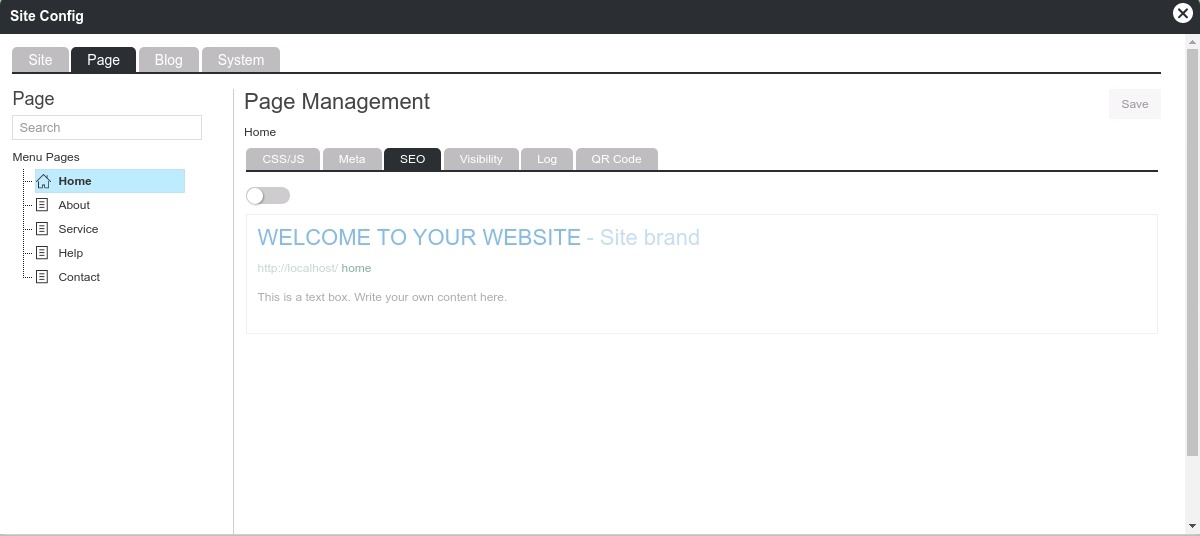 Site Config
Site Page Blog System
Page
Search
Menu Pages
Home
About
Service
Help
Contact
Page Management
Save
Home
CSS/JS Meta SEO Visibility Log QR Code
WELCOME TO YOUR WEBSITE - Site brand
http://localhost/ home
This is a text box. Write your own content here.